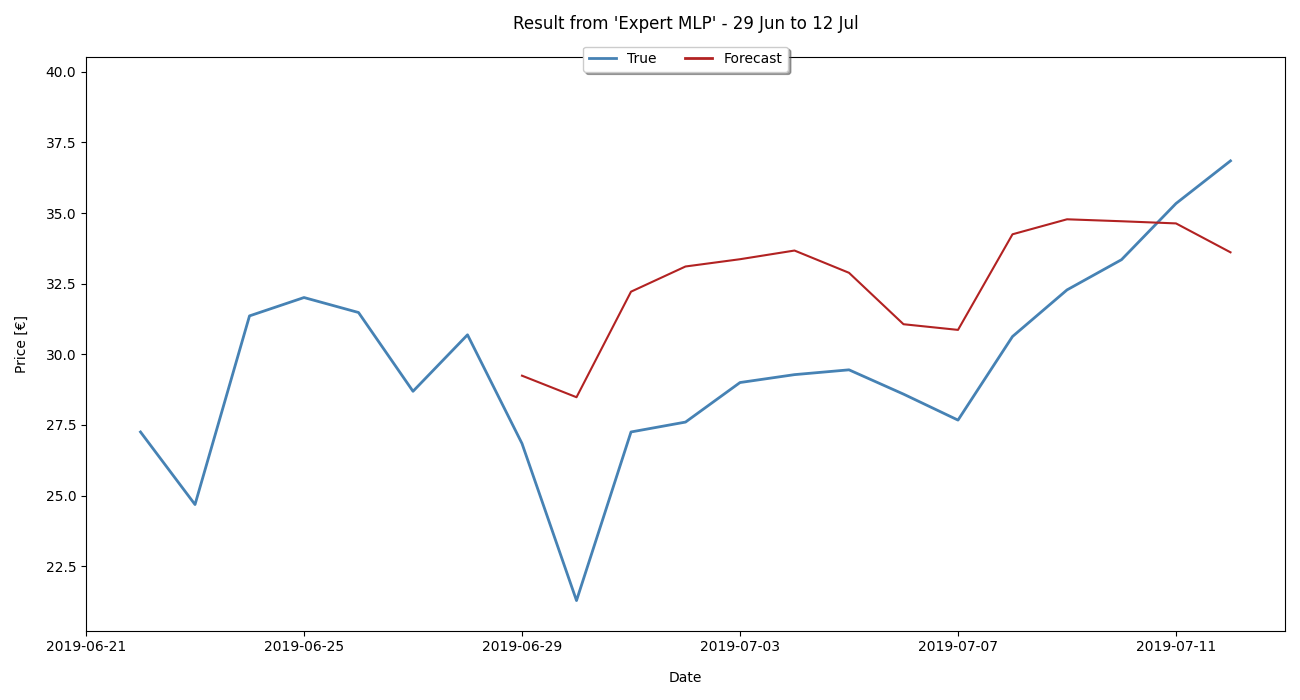 Result from 'Expert MLP' - 29 Jun to 12 Jul
True Forecast
40.0
37.5
35.0
32.5
30.0
27.5
25.0
22.5
Price [€]
2019-06-21 2019-06-25 2019-06-29 2019-07-03 2019-07-07 2019-07-11
Date